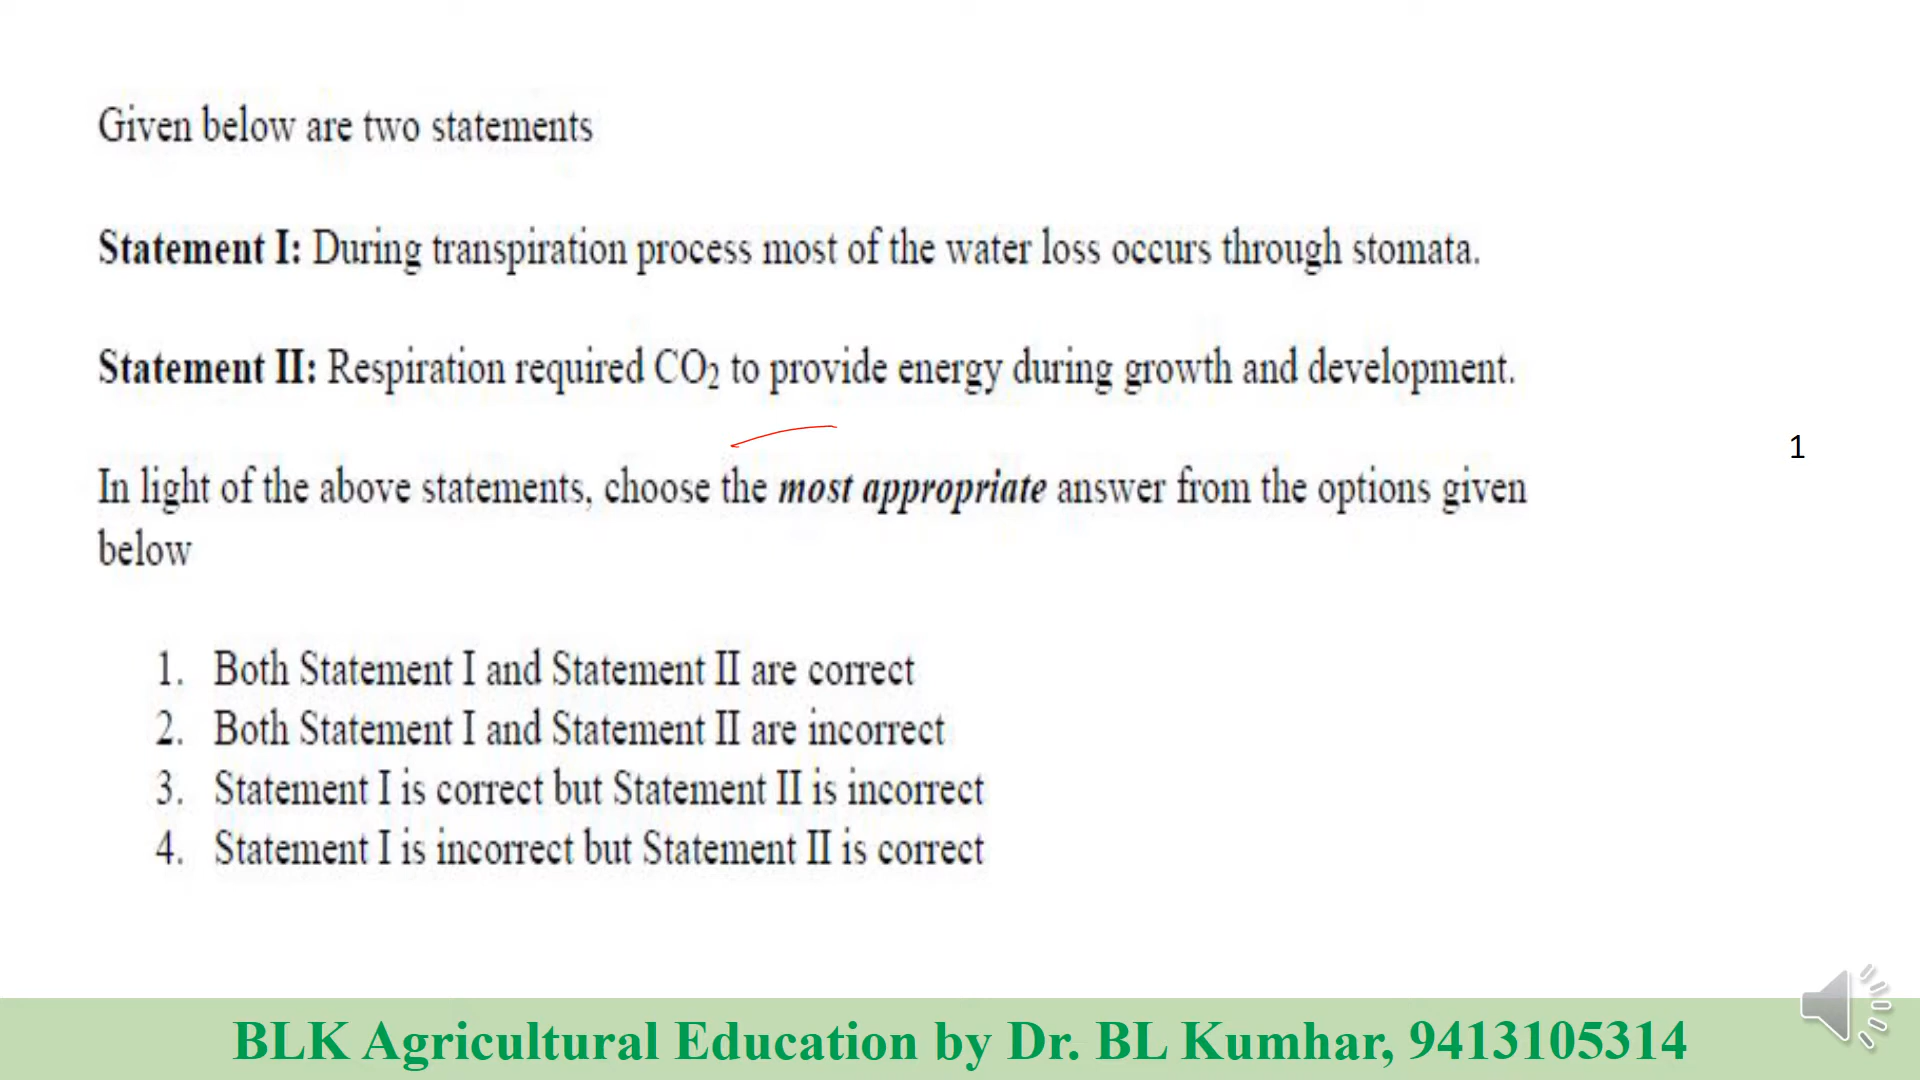 Given below are two statements
Statement I: During transpiration process most of the water loss occurs through stomata.
Statement II: Respiration required CO₂ to provide energy during growth and development.
1
In light of the above statements, choose the most appropriate answer from the options given
below
1. Both Statement I and Statement II are correct
2. Both Statement I and Statement II are incorrect
3. Statement I is correct but Statement II is incorrect
4. Statement I is incorrect but Statement II is correct
BLK Agricultural Education by Dr. BL Kumhar, 9413105314